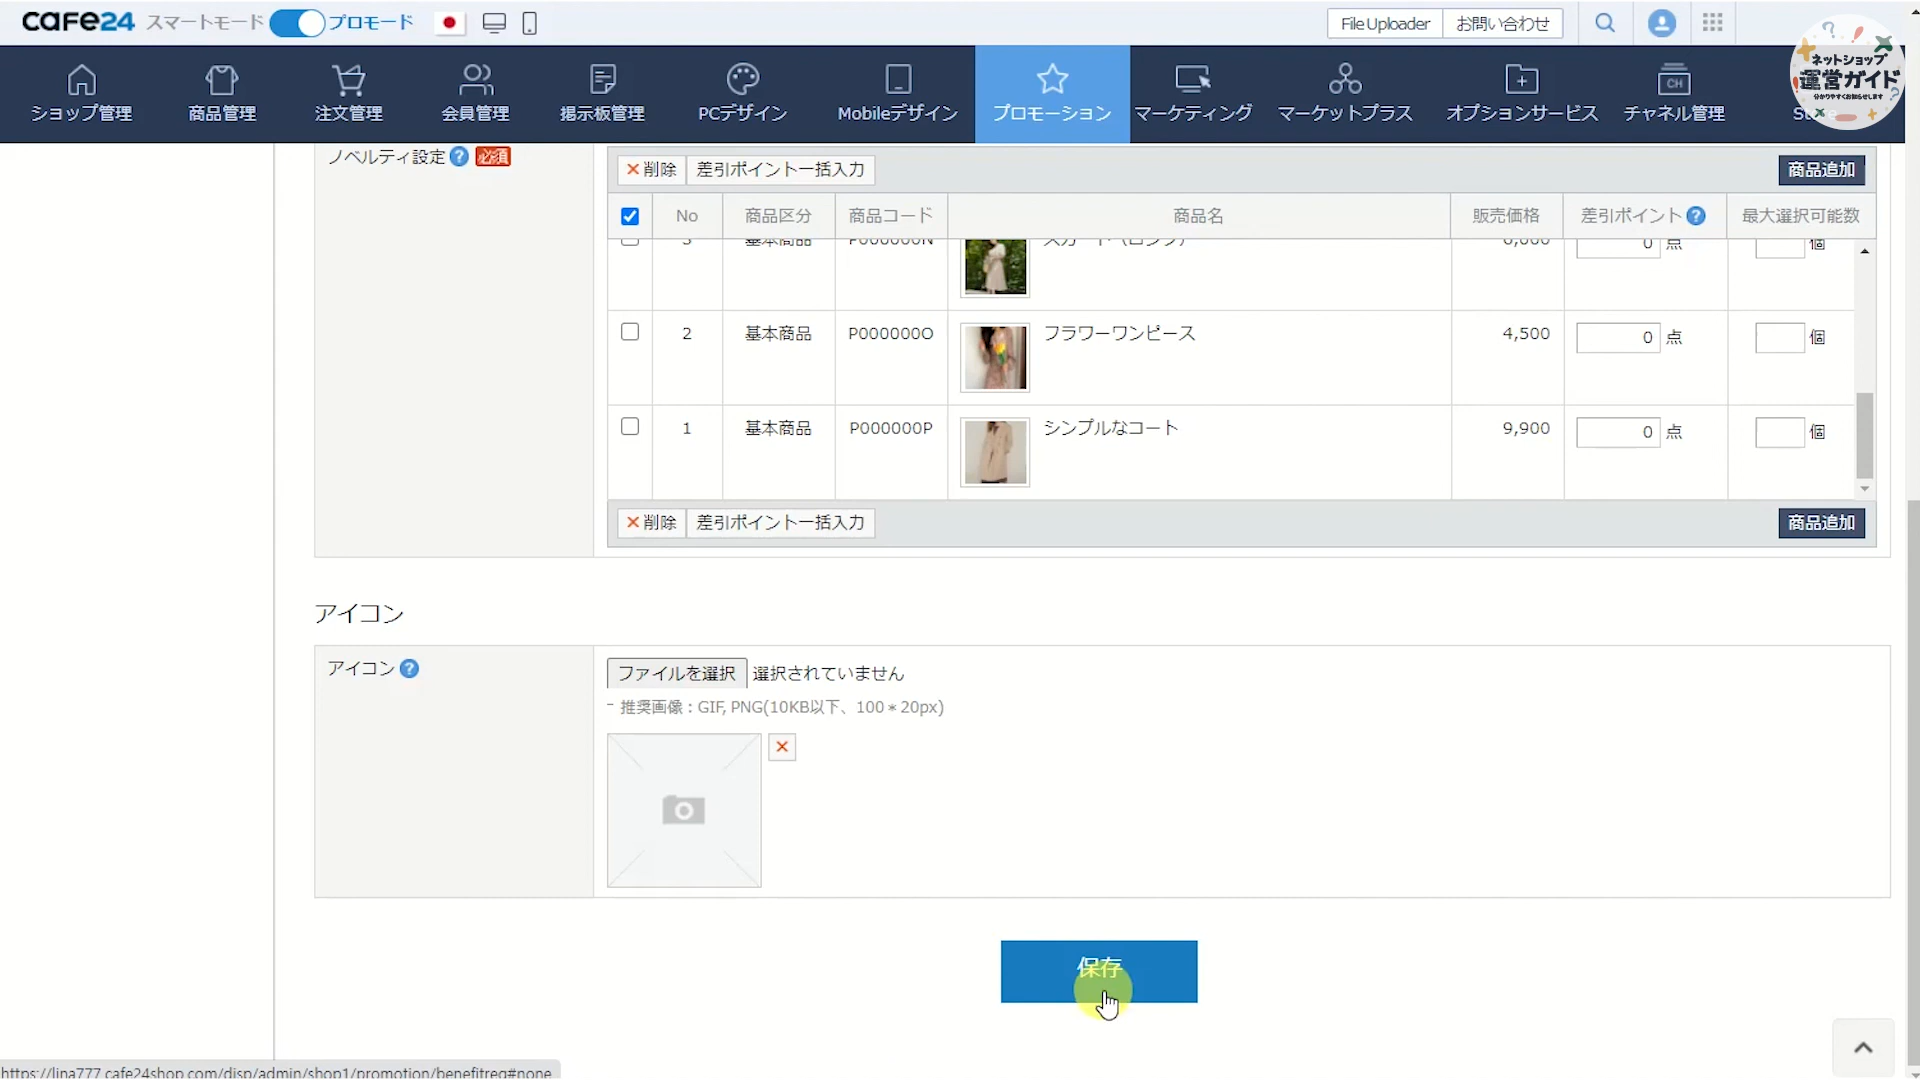 cafe24 スマートモード プロモード File Uploader お問い合わせ
ネットショップ
運営ガイド
分かりやすくお知らせします
ショップ管理 商品管理 注文管理 会員管理 掲示板管理 PCデザイン Mobileデザイン プロモーション マーケティング マーケットプラス オプションサービス チャネル管理
CH
ノベルティ設定 ? 必須
削除 差引ポイント一括入力 商品追加
No 商品区分 商品コード 商品名 販売価格 差引ポイント ? 最大選択可能数
3 基本商品 P000000N スカート（ロング） 0 点 個
2 基本商品 P000000O フラワーワンピース 4,500 0 点 個
1 基本商品 P000000P シンプルなコート 9,900 0 点 個
削除 差引ポイント一括入力 商品追加
アイコン
アイコン ? ファイルを選択 選択されていません
- 推奨画像 : GIF, PNG(10KB以下、100＊20px)
保存
https://lina777.cafe24shop.com/disp/admin/shop1/promotion/benefitreg#none